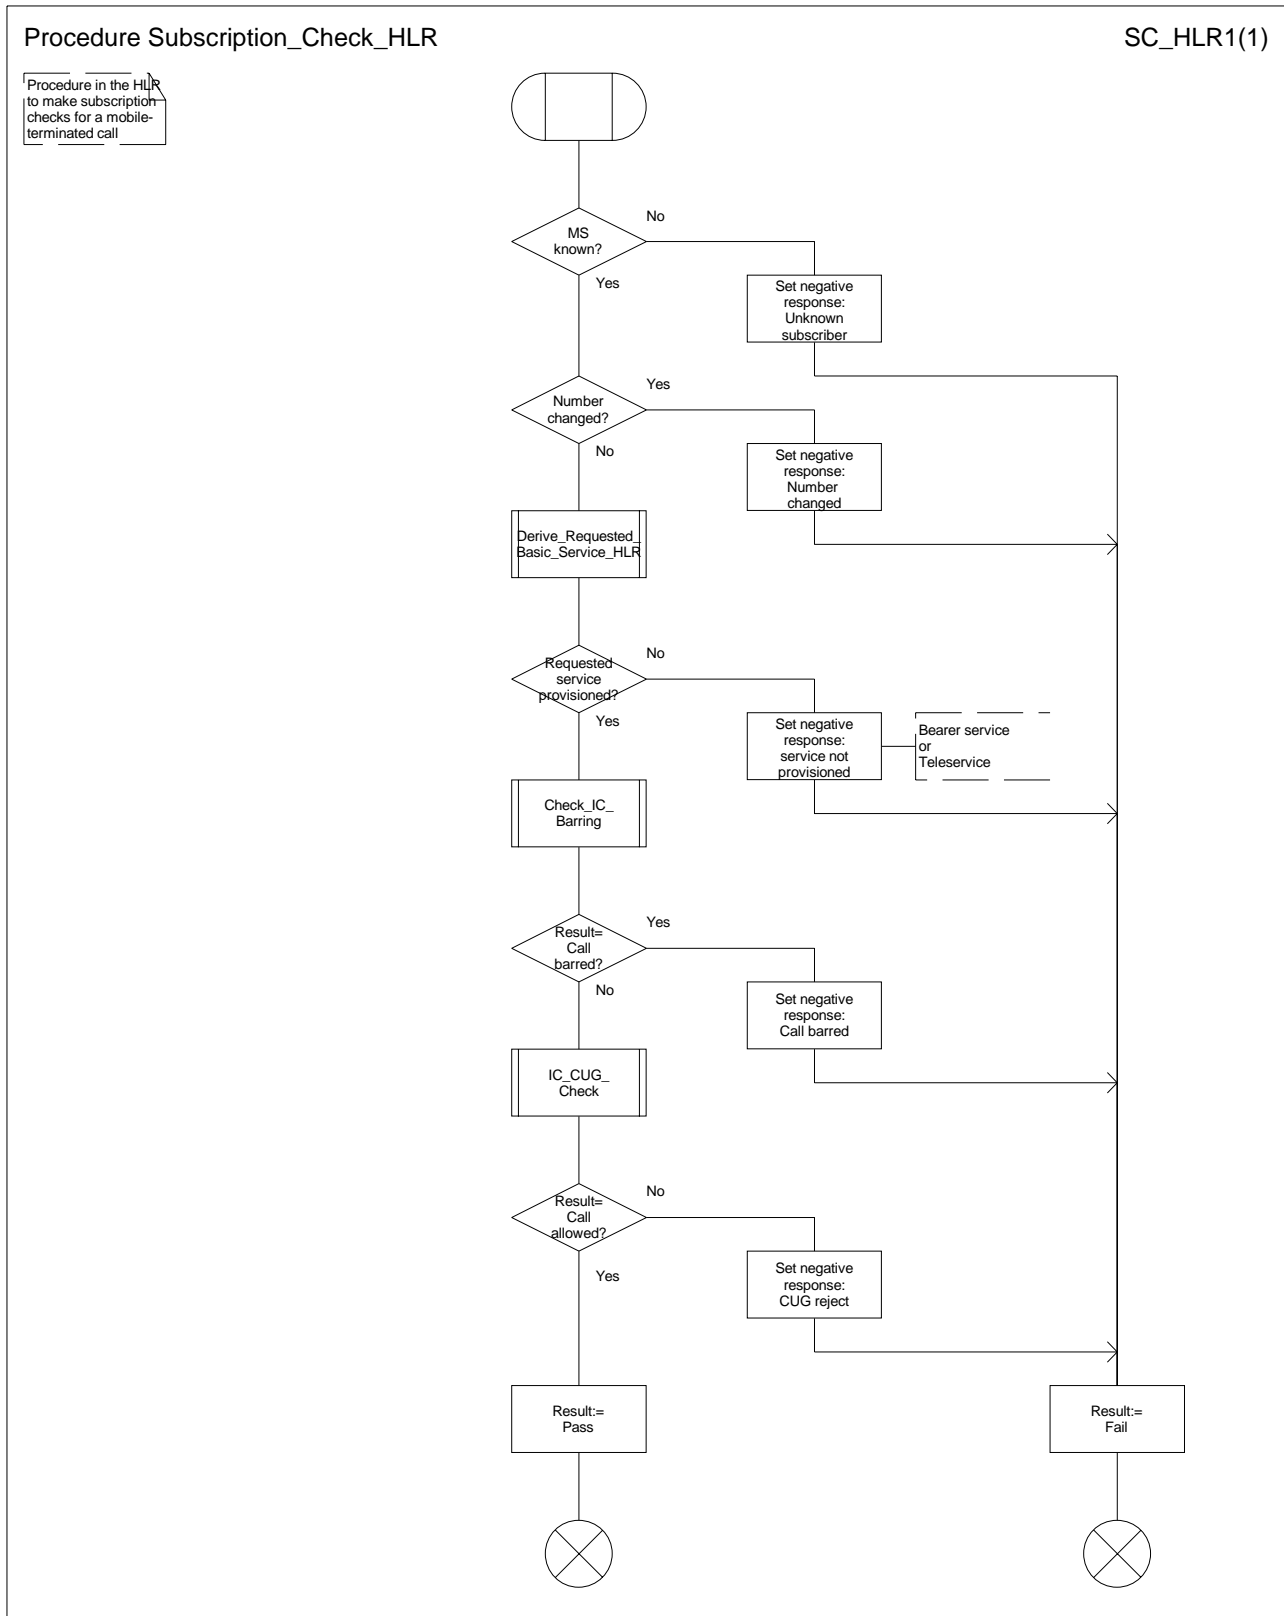 Procedure Subscription_Check_HLR
SC_HLR1(1)
Procedure in the HLR
to make subscription
checks for a mobile-
terminated call
MS
known?
No
Yes
Set negative
response:
Unknown
subscriber
Number
changed?
Yes
No
Set negative
response:
Number
changed
Derive_Requested_
Basic_Service_HLR
Requested
service
provisioned?
No
Yes
Set negative
response:
service not
provisioned
Bearer service
or
Teleservice
Check_IC_
Barring
Result=
Call
barred?
Yes
No
Set negative
response:
Call barred
IC_CUG_
Check
Result=
Call
allowed?
No
Yes
Set negative
response:
CUG reject
Result:=
Pass
Result:=
Fail